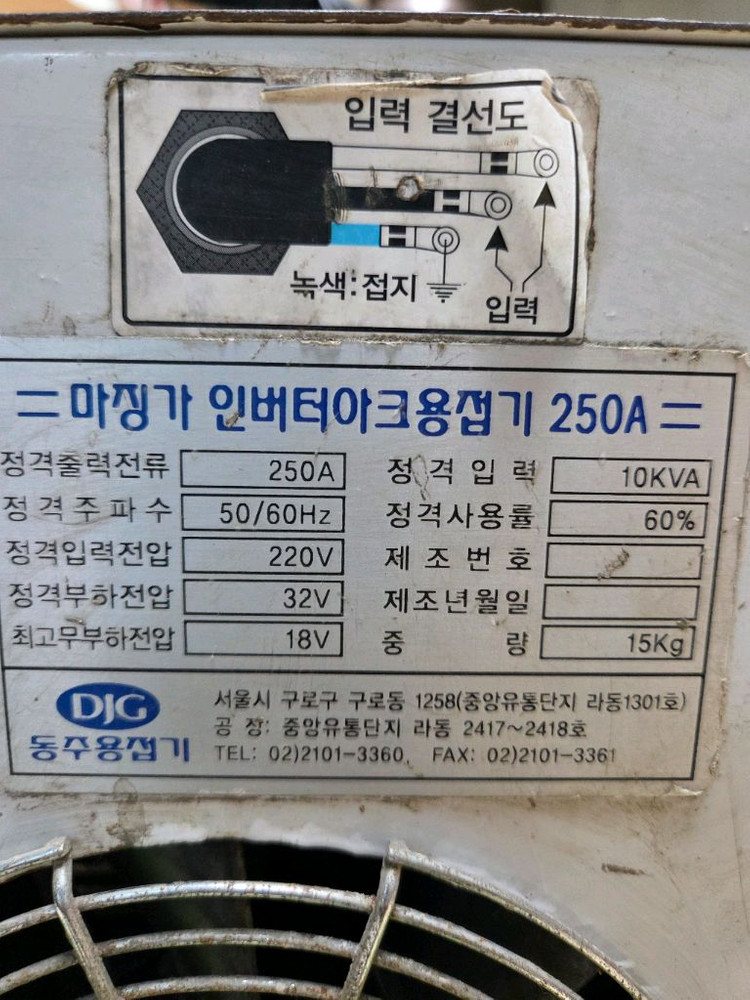 입력 결선도
녹색:접지
입력
=마징가 인버터아크용접기 250A=
정격출력전류 250A 정격입력 10KVA
정격주파수 50/60Hz 정격사용률 60%
정격입력전압 220V 제조번호
정격부하전압 32V 제조년월일
최고무부하전압 18V 중량 15Kg
DJG
동주용접기
서울시 구로구 구로동 1258(중앙유통단지 라동1301호)
공 장: 중앙유통단지 라동 2417~2418호
TEL: 02)2101-3360, FAX: 02)2101-3361